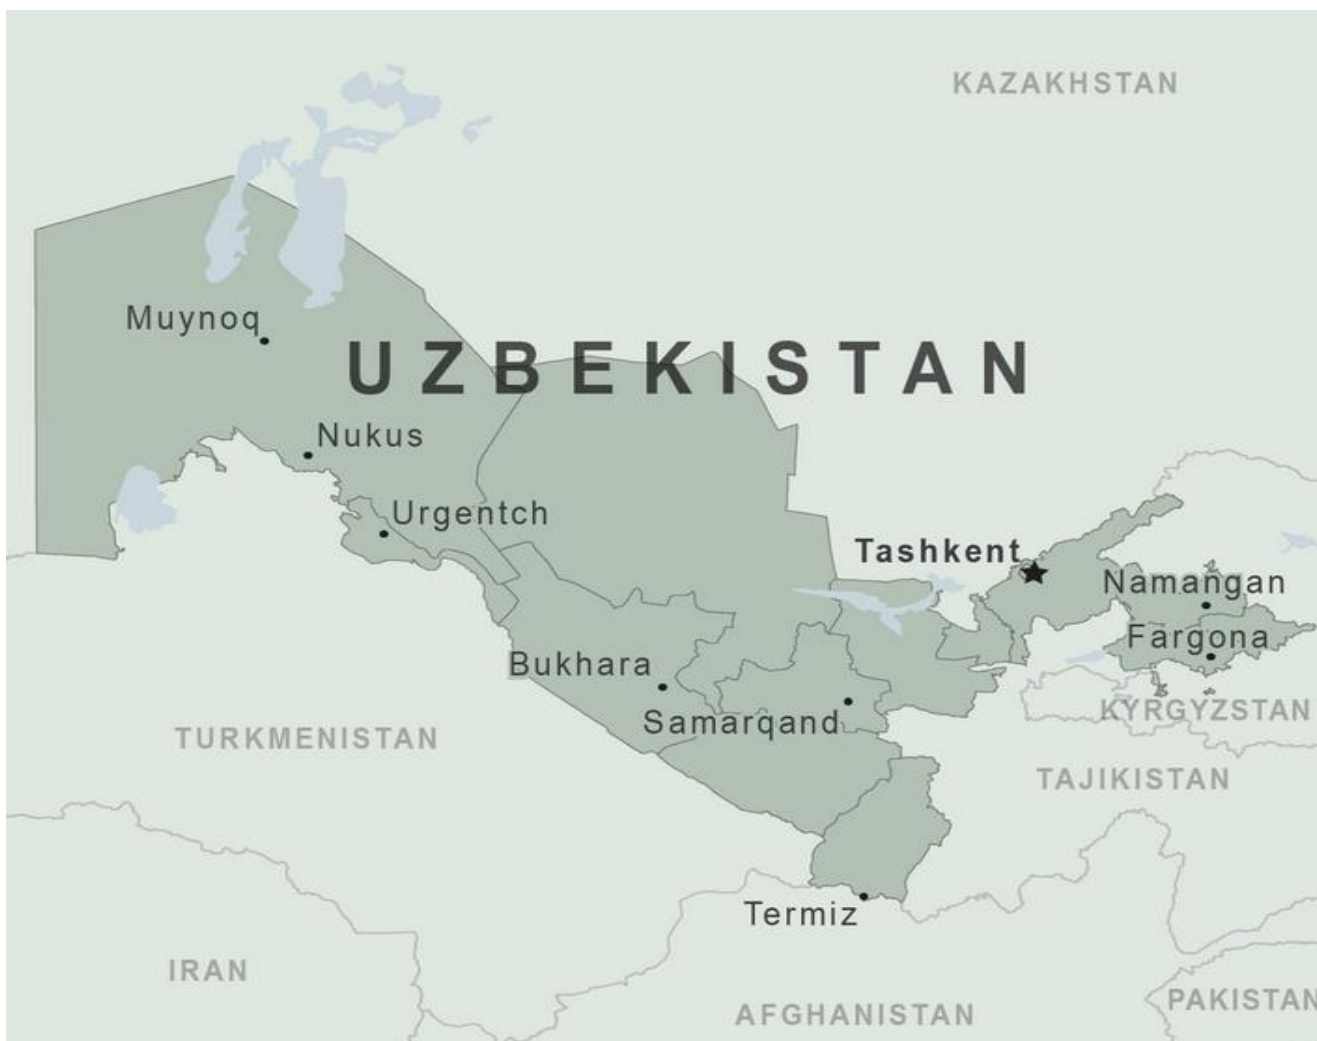 KAZAKHSTAN
Muynoq
UZBEKISTAN
Nukus
Urgentch
Tashkent
Namangan
Fargona
Bukhara
Samarqand
KYRGYZSTAN
TURKMENISTAN
TAJIKISTAN
Termiz
IRAN
PAKISTAN
AFGHANISTAN